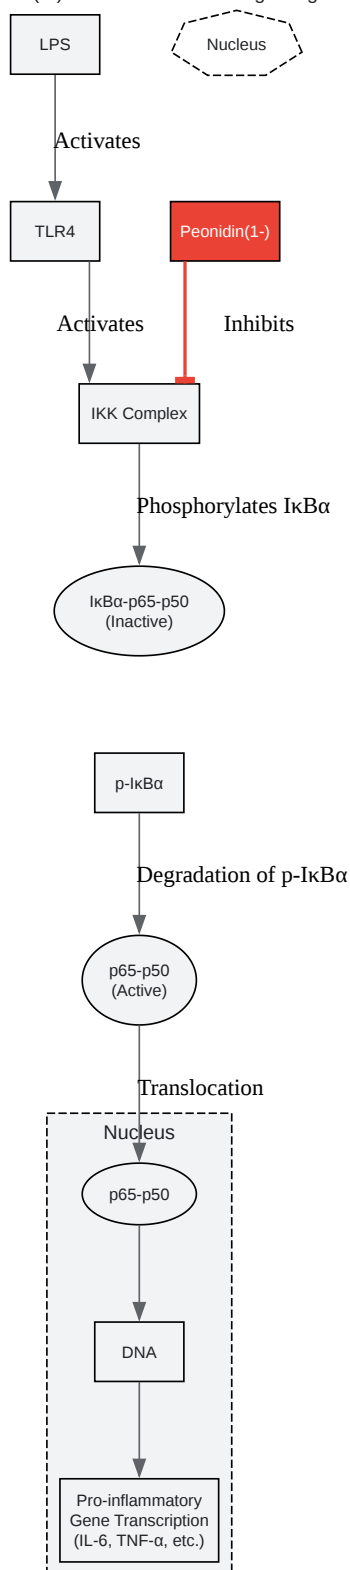 LPS
Nucleus
Activates
TLR4
Peonidin(1-)
Activates
Inhibits
IKK Complex
Phosphorylates IκBα
IκBα-p65-p50
(Inactive)
p-IκBα
Degradation of p-IκBα
p65-p50
(Active)
Translocation
Nucleus
p65-p50
DNA
Pro-inflammatory
Gene Transcription
(IL-6, TNF-α, etc.)